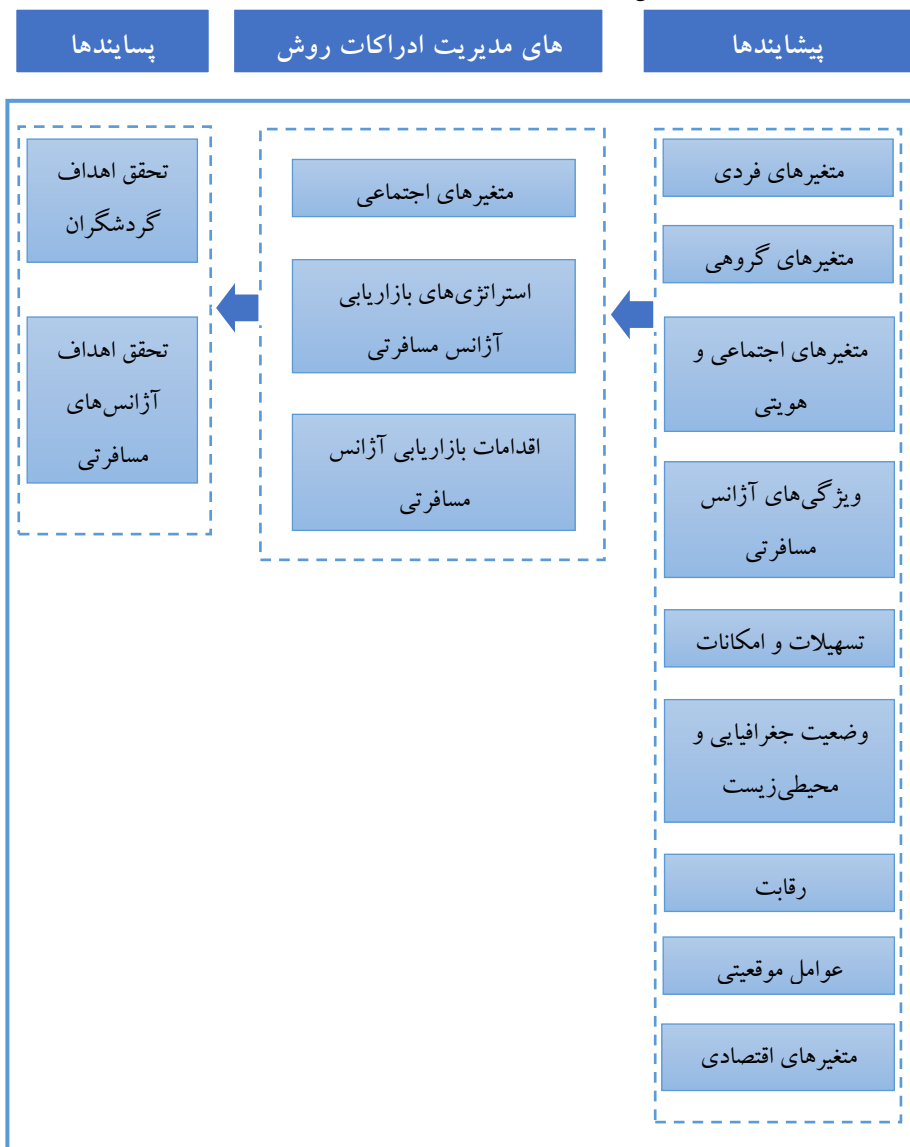 پیشایندها
های مدیریت ادراکات روش
پسایندها
متغیرهای فردی
متغیرهای گروهی
متغیرهای اجتماعی و
هویتی
ویژگی‌های آژانس
مسافرتی
تسهیلات و امکانات
وضعیت جغرافیایی و
محیطی‌زیست
رقابت
عوامل موقعیتی
متغیرهای اقتصادی
متغیرهای اجتماعی
استراتژی‌های بازاریابی
آژانس مسافرتی
اقدامات بازاریابی آژانس
مسافرتی
تحقق اهداف
گردشگران
تحقق اهداف
آژانس‌های
مسافرتی